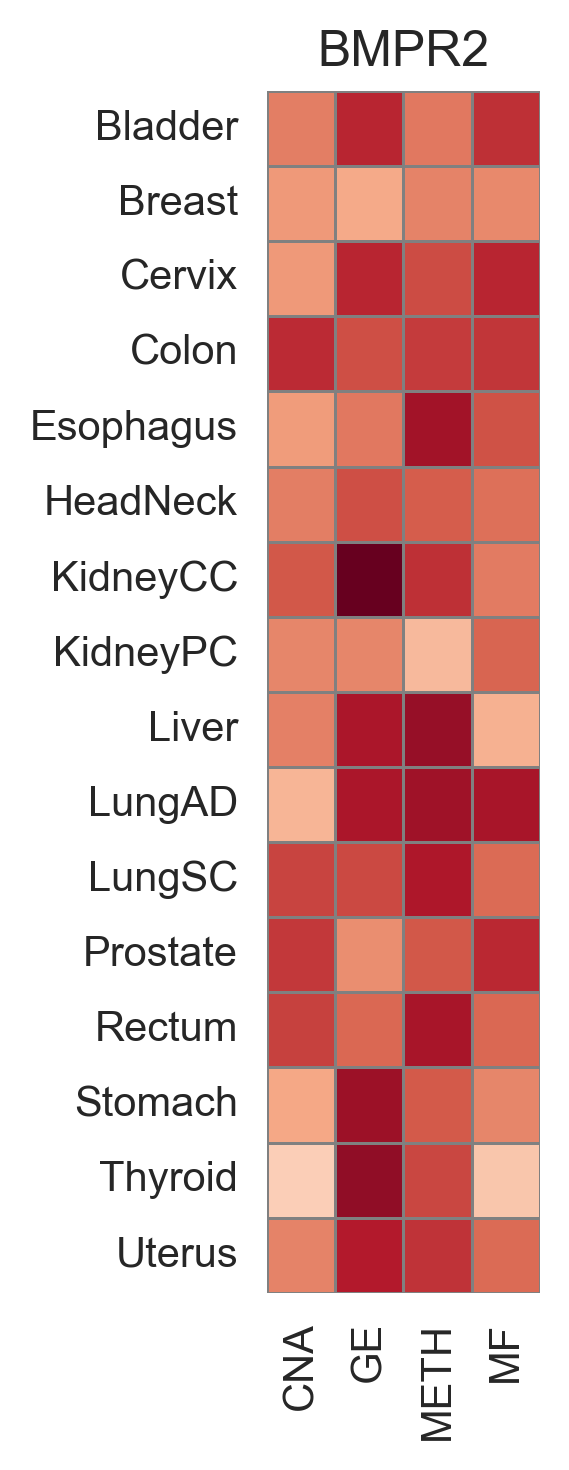 BMPR2
Bladder
Breast
Cervix
Colon
Esophagus
HeadNeck
KidneyCC
KidneyPC
Liver
LungAD
LungSC
Prostate
Rectum
Stomach
Thyroid
Uterus
CNA
GE
METH
MF